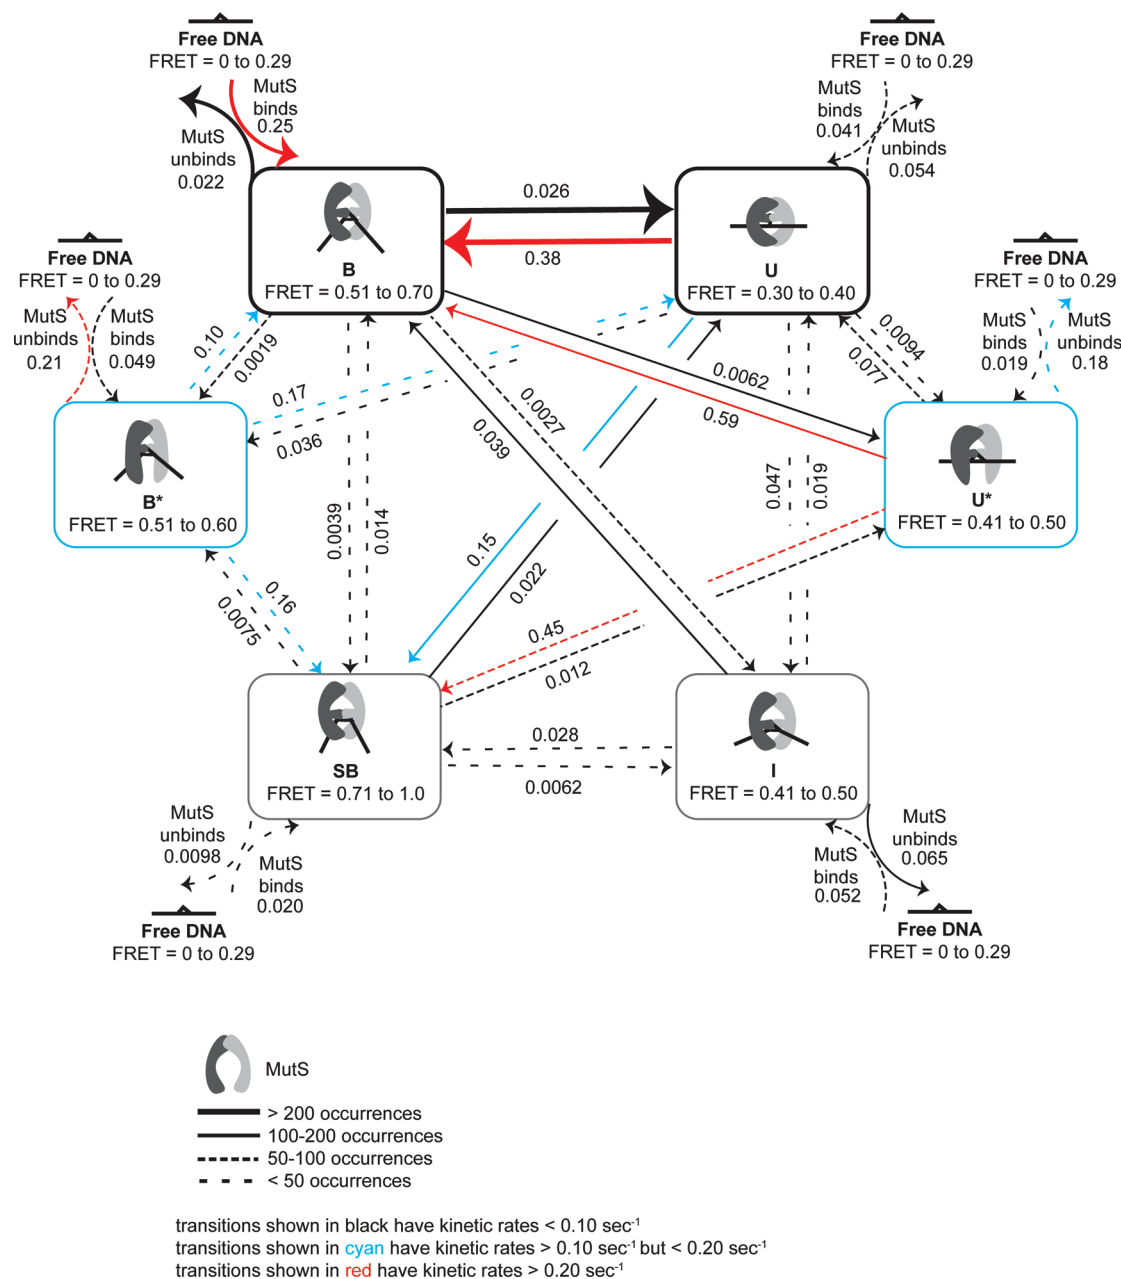 Free DNA
FRET = 0 to 0.29
MutS
binds
0.25
MutS
unbinds
0.022
Free DNA
FRET = 0 to 0.29
MutS
binds
0.041
MutS
unbinds
0.054
B
FRET = 0.51 to 0.70
0.026
0.38
U
FRET = 0.30 to 0.40
Free DNA
FRET = 0 to 0.29
MutS
unbinds
0.21
MutS
binds
0.049
0.10
0.0019
Free DNA
FRET = 0 to 0.29
MutS
binds
0.019
MutS
unbinds
0.18
0.0094
0.077
0.17
0.036
0.0062
0.59
0.0027
0.039
B*
FRET = 0.51 to 0.60
U*
FRET = 0.41 to 0.50
0.0039
0.014
0.047
0.019
0.15
0.022
0.16
0.0075
0.45
0.012
SB
FRET = 0.71 to 1.0
0.028
0.0062
I
FRET = 0.41 to 0.50
MutS
unbinds
0.0098
MutS
binds
0.020
Free DNA
FRET = 0 to 0.29
MutS
unbinds
0.065
MutS
binds
0.052
Free DNA
FRET = 0 to 0.29
MutS
> 200 occurrences
100-200 occurrences
50-100 occurrences
< 50 occurrences
transitions shown in black have kinetic rates < 0.10 sec⁻¹
transitions shown in cyan have kinetic rates > 0.10 sec⁻¹ but < 0.20 sec⁻¹
transitions shown in red have kinetic rates > 0.20 sec⁻¹